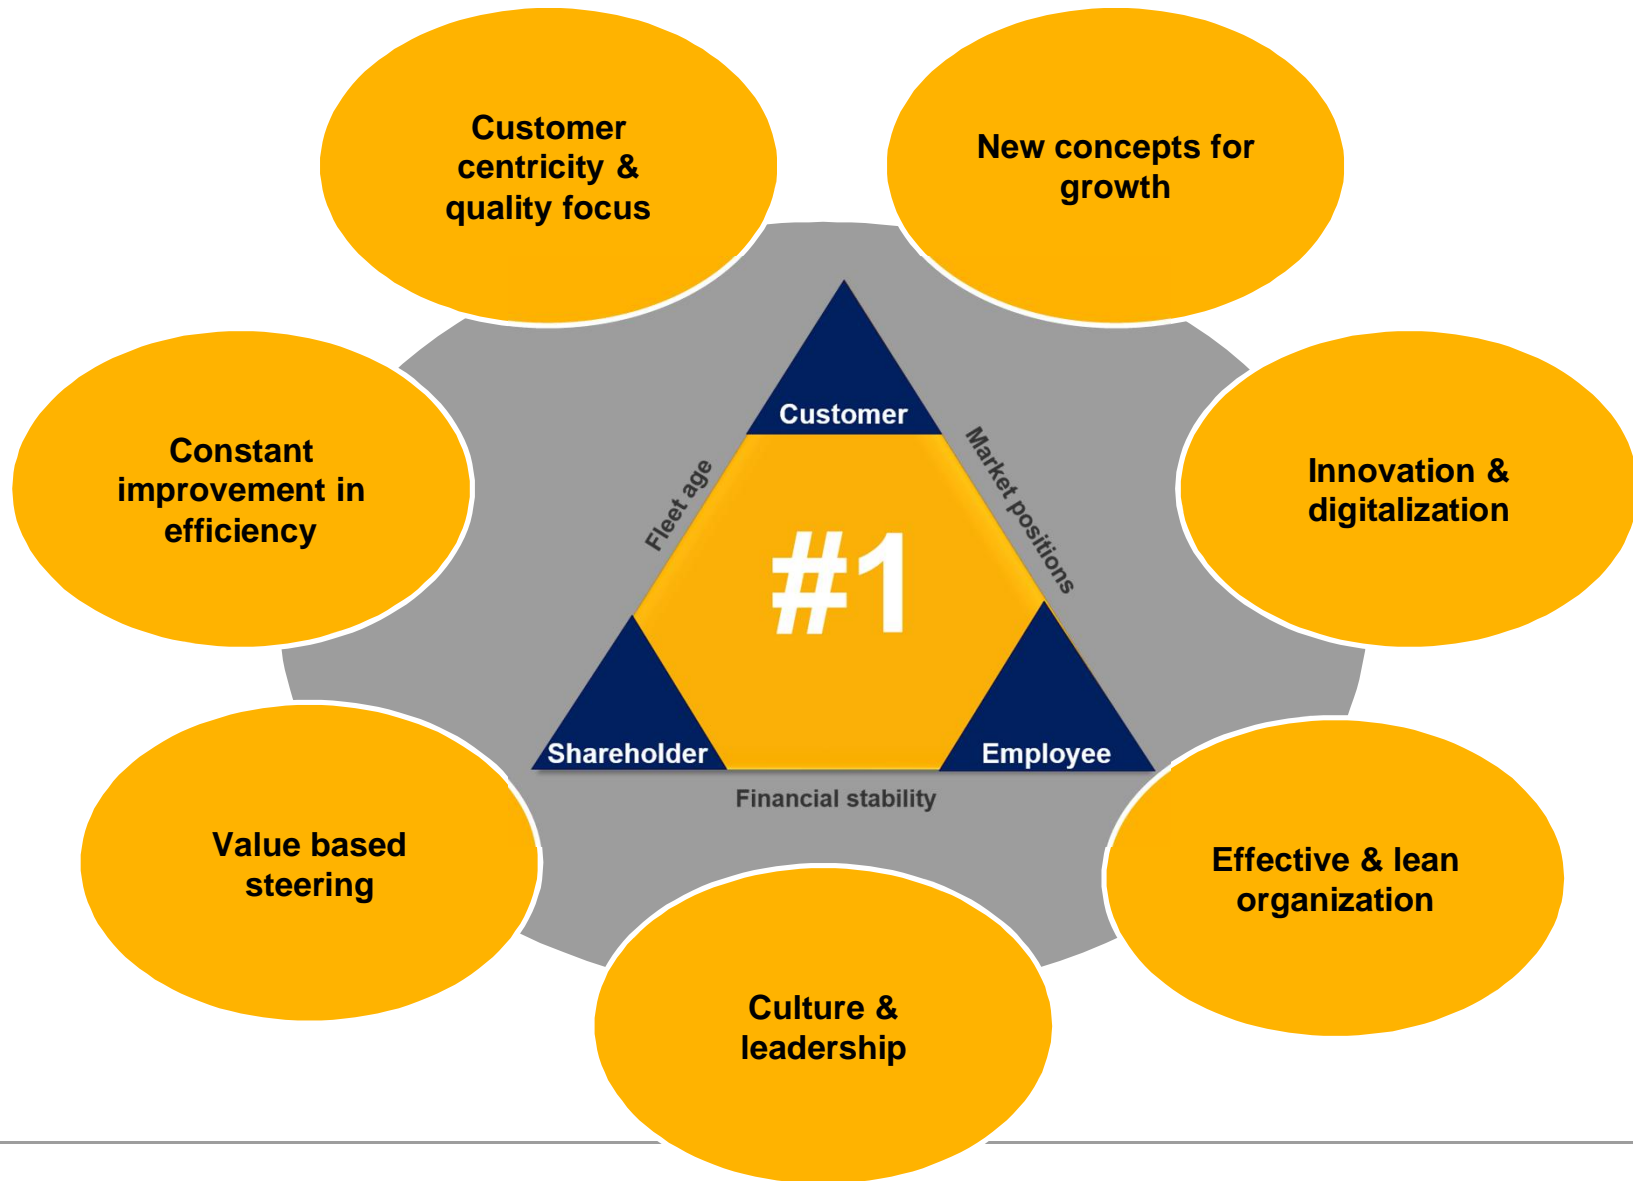 Customer
centricity &
quality focus
New concepts for
growth
Constant
improvement in
efficiency
Innovation &
digitalization
Customer
Fleet age
Market positions
#1
Shareholder
Employee
Financial stability
Value based
steering
Effective & lean
organization
Culture &
leadership